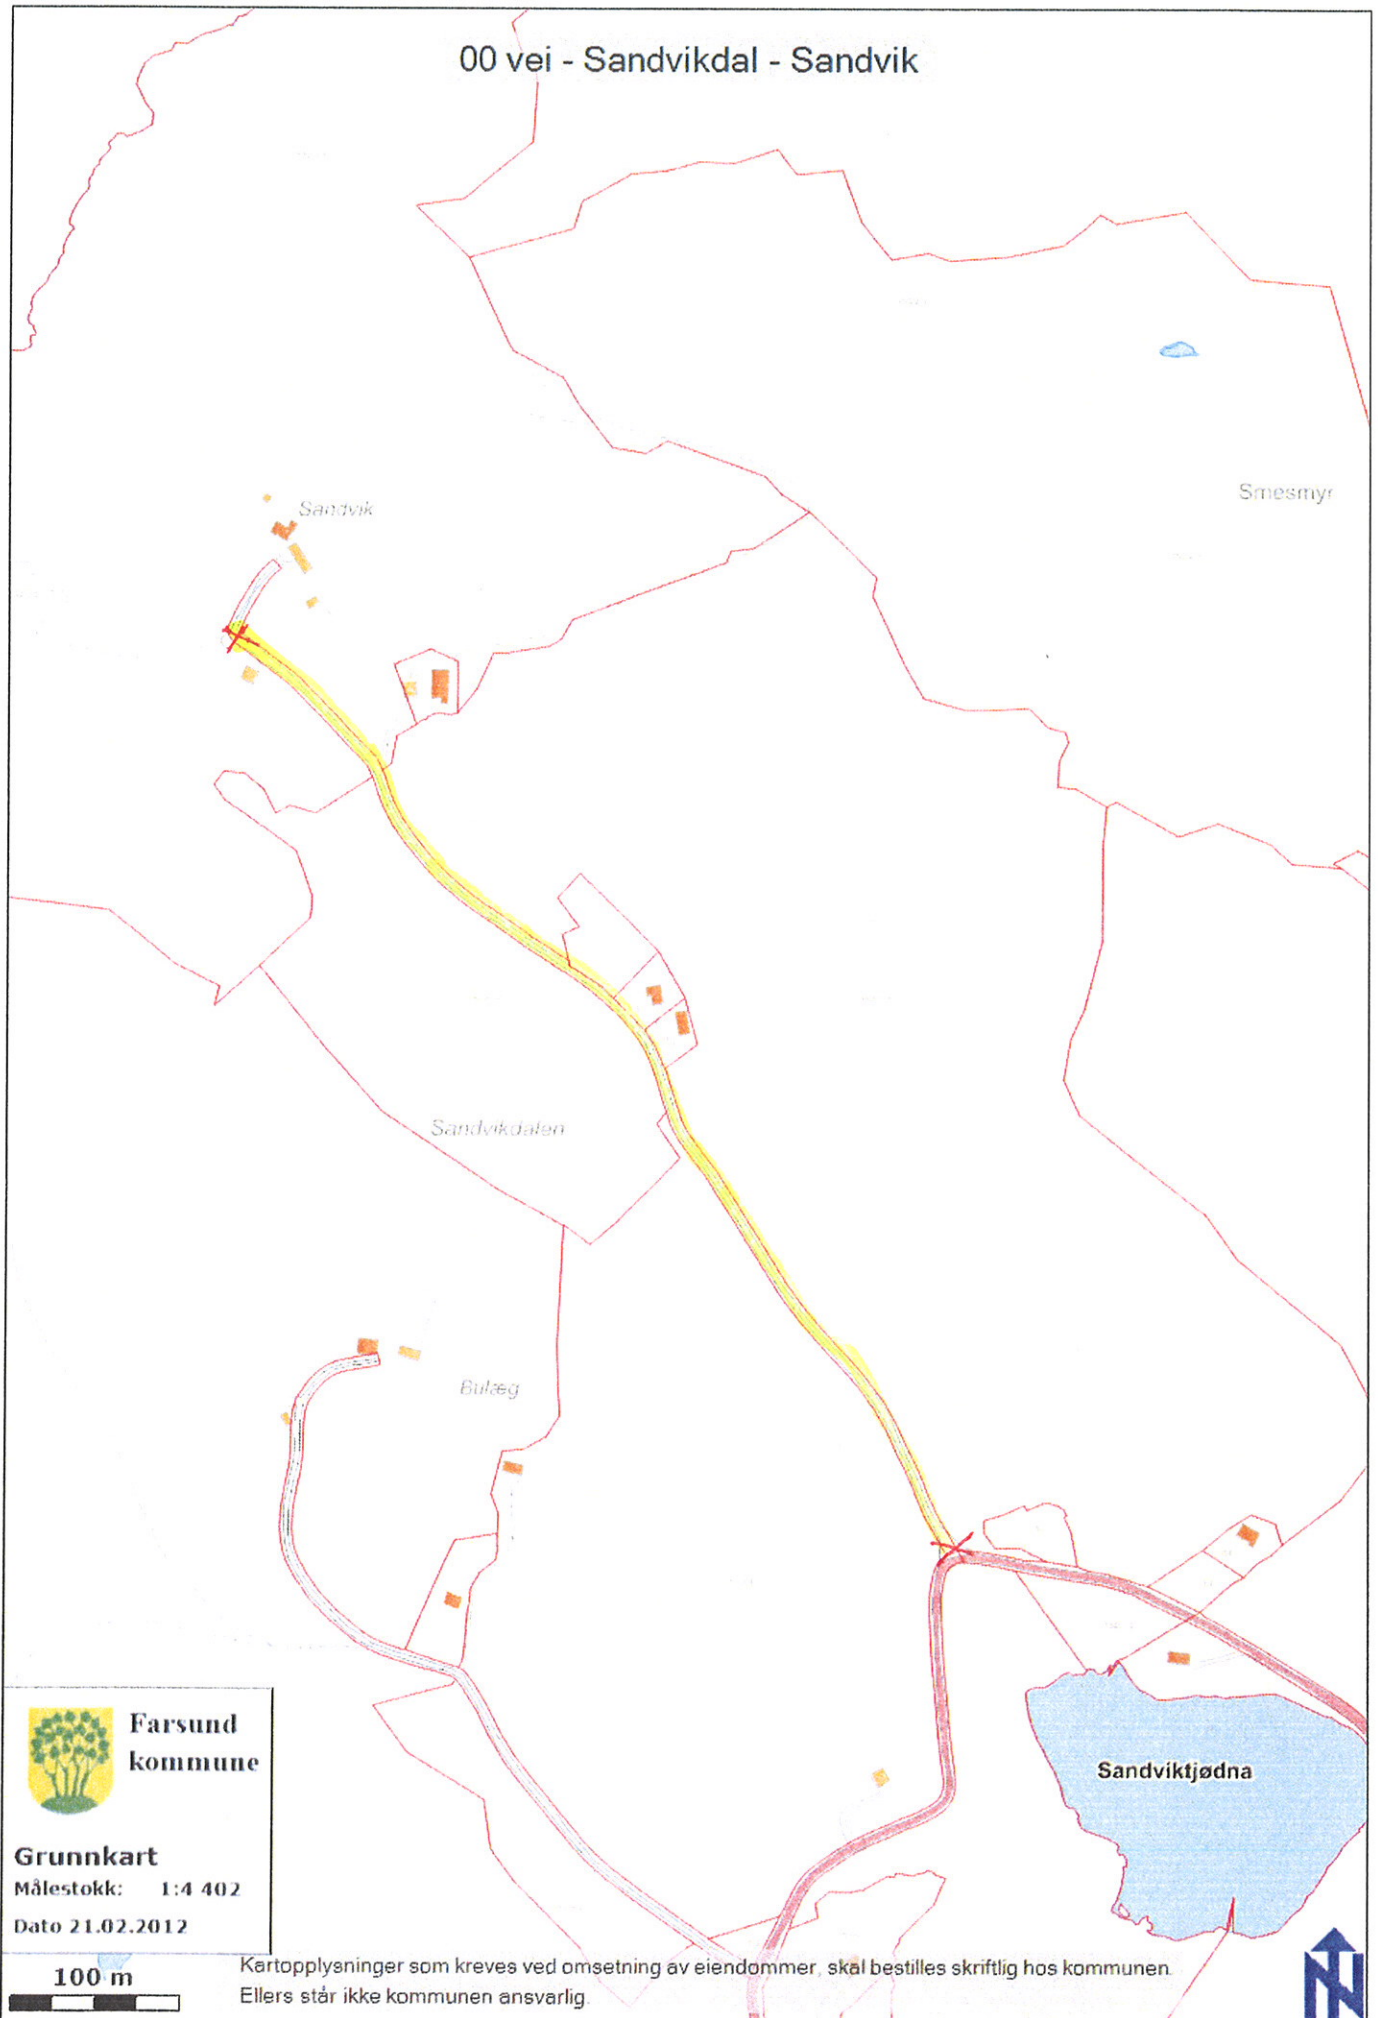 00 vei - Sandvikdal - Sandvik
Smesmyr
Sandvik
Sandvikdalen
Bulæg
Farsund
kommune
Sandviktjødna
Grunnkart
Målestokk: 1:4 402
Dato 21.02.2012
100 m
Kartopplysninger som kreves ved omsetning av eiendommer, skal bestilles skriftlig hos kommunen.
Ellers står ikke kommunen ansvarlig.
N